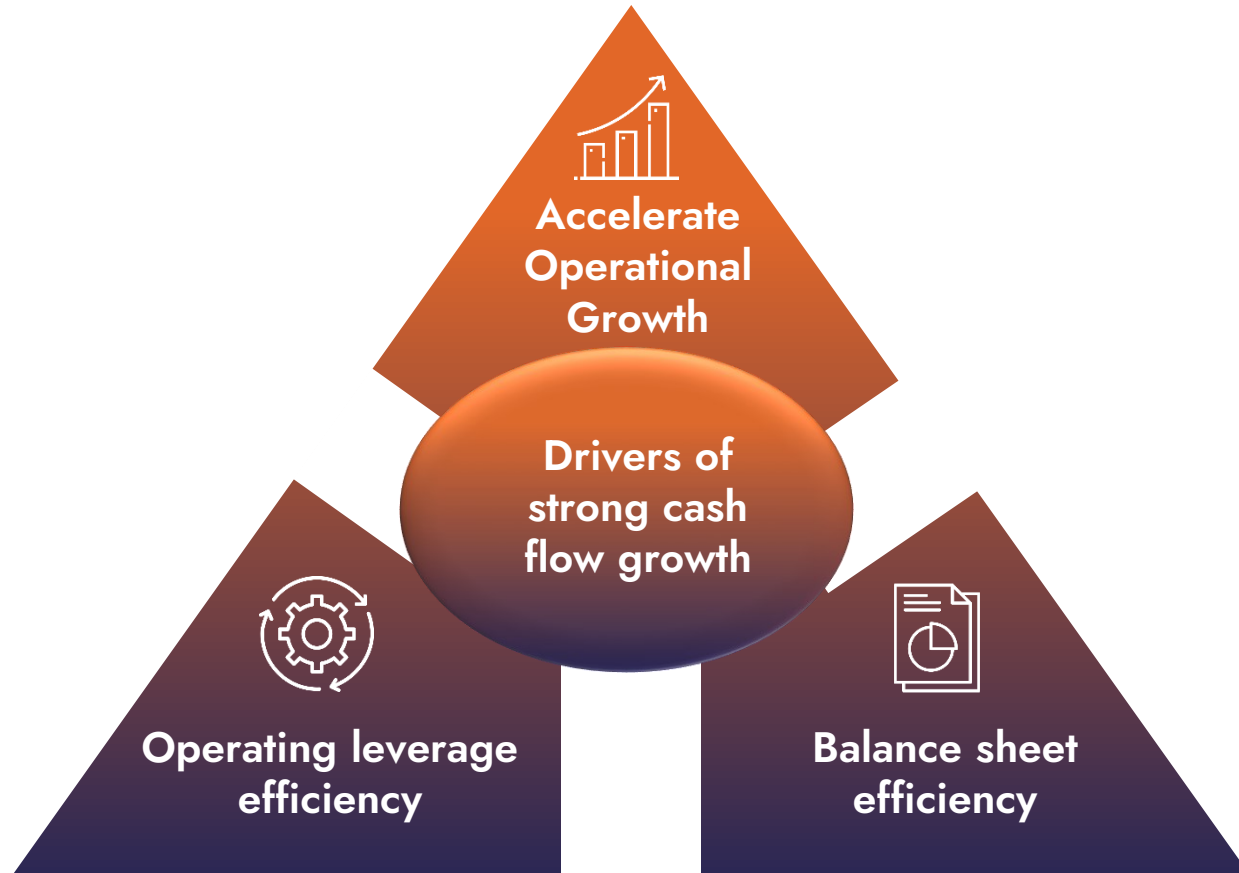 Accelerate
Operational
Growth
Drivers of
strong cash
flow growth
Operating leverage
efficiency
Balance sheet
efficiency